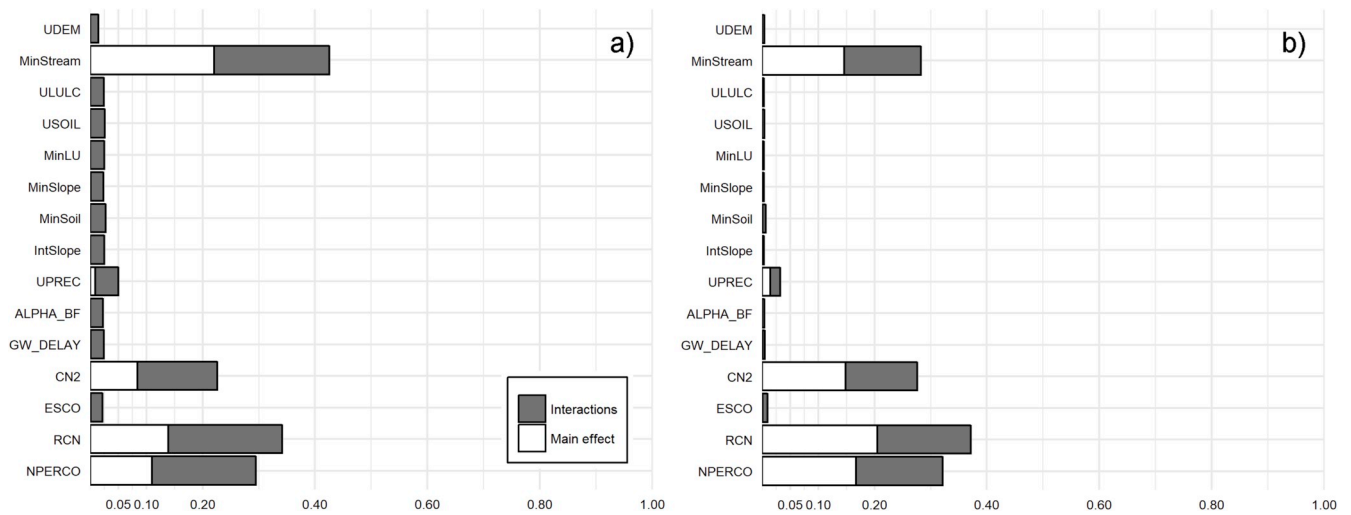 a)
UDEM
MinStream
ULULC
USOIL
MinLU
MinSlope
MinSoil
IntSlope
UPREC
ALPHA_BF
GW_DELAY
CN2
ESCO
RCN
NPERCO
Interactions
Main effect
0.05 0.10 0.20 0.40 0.60 0.80 1.00
b)
UDEM
MinStream
ULULC
USOIL
MinLU
MinSlope
MinSoil
IntSlope
UPREC
ALPHA_BF
GW_DELAY
CN2
ESCO
RCN
NPERCO
0.05 0.10 0.20 0.40 0.60 0.80 1.00